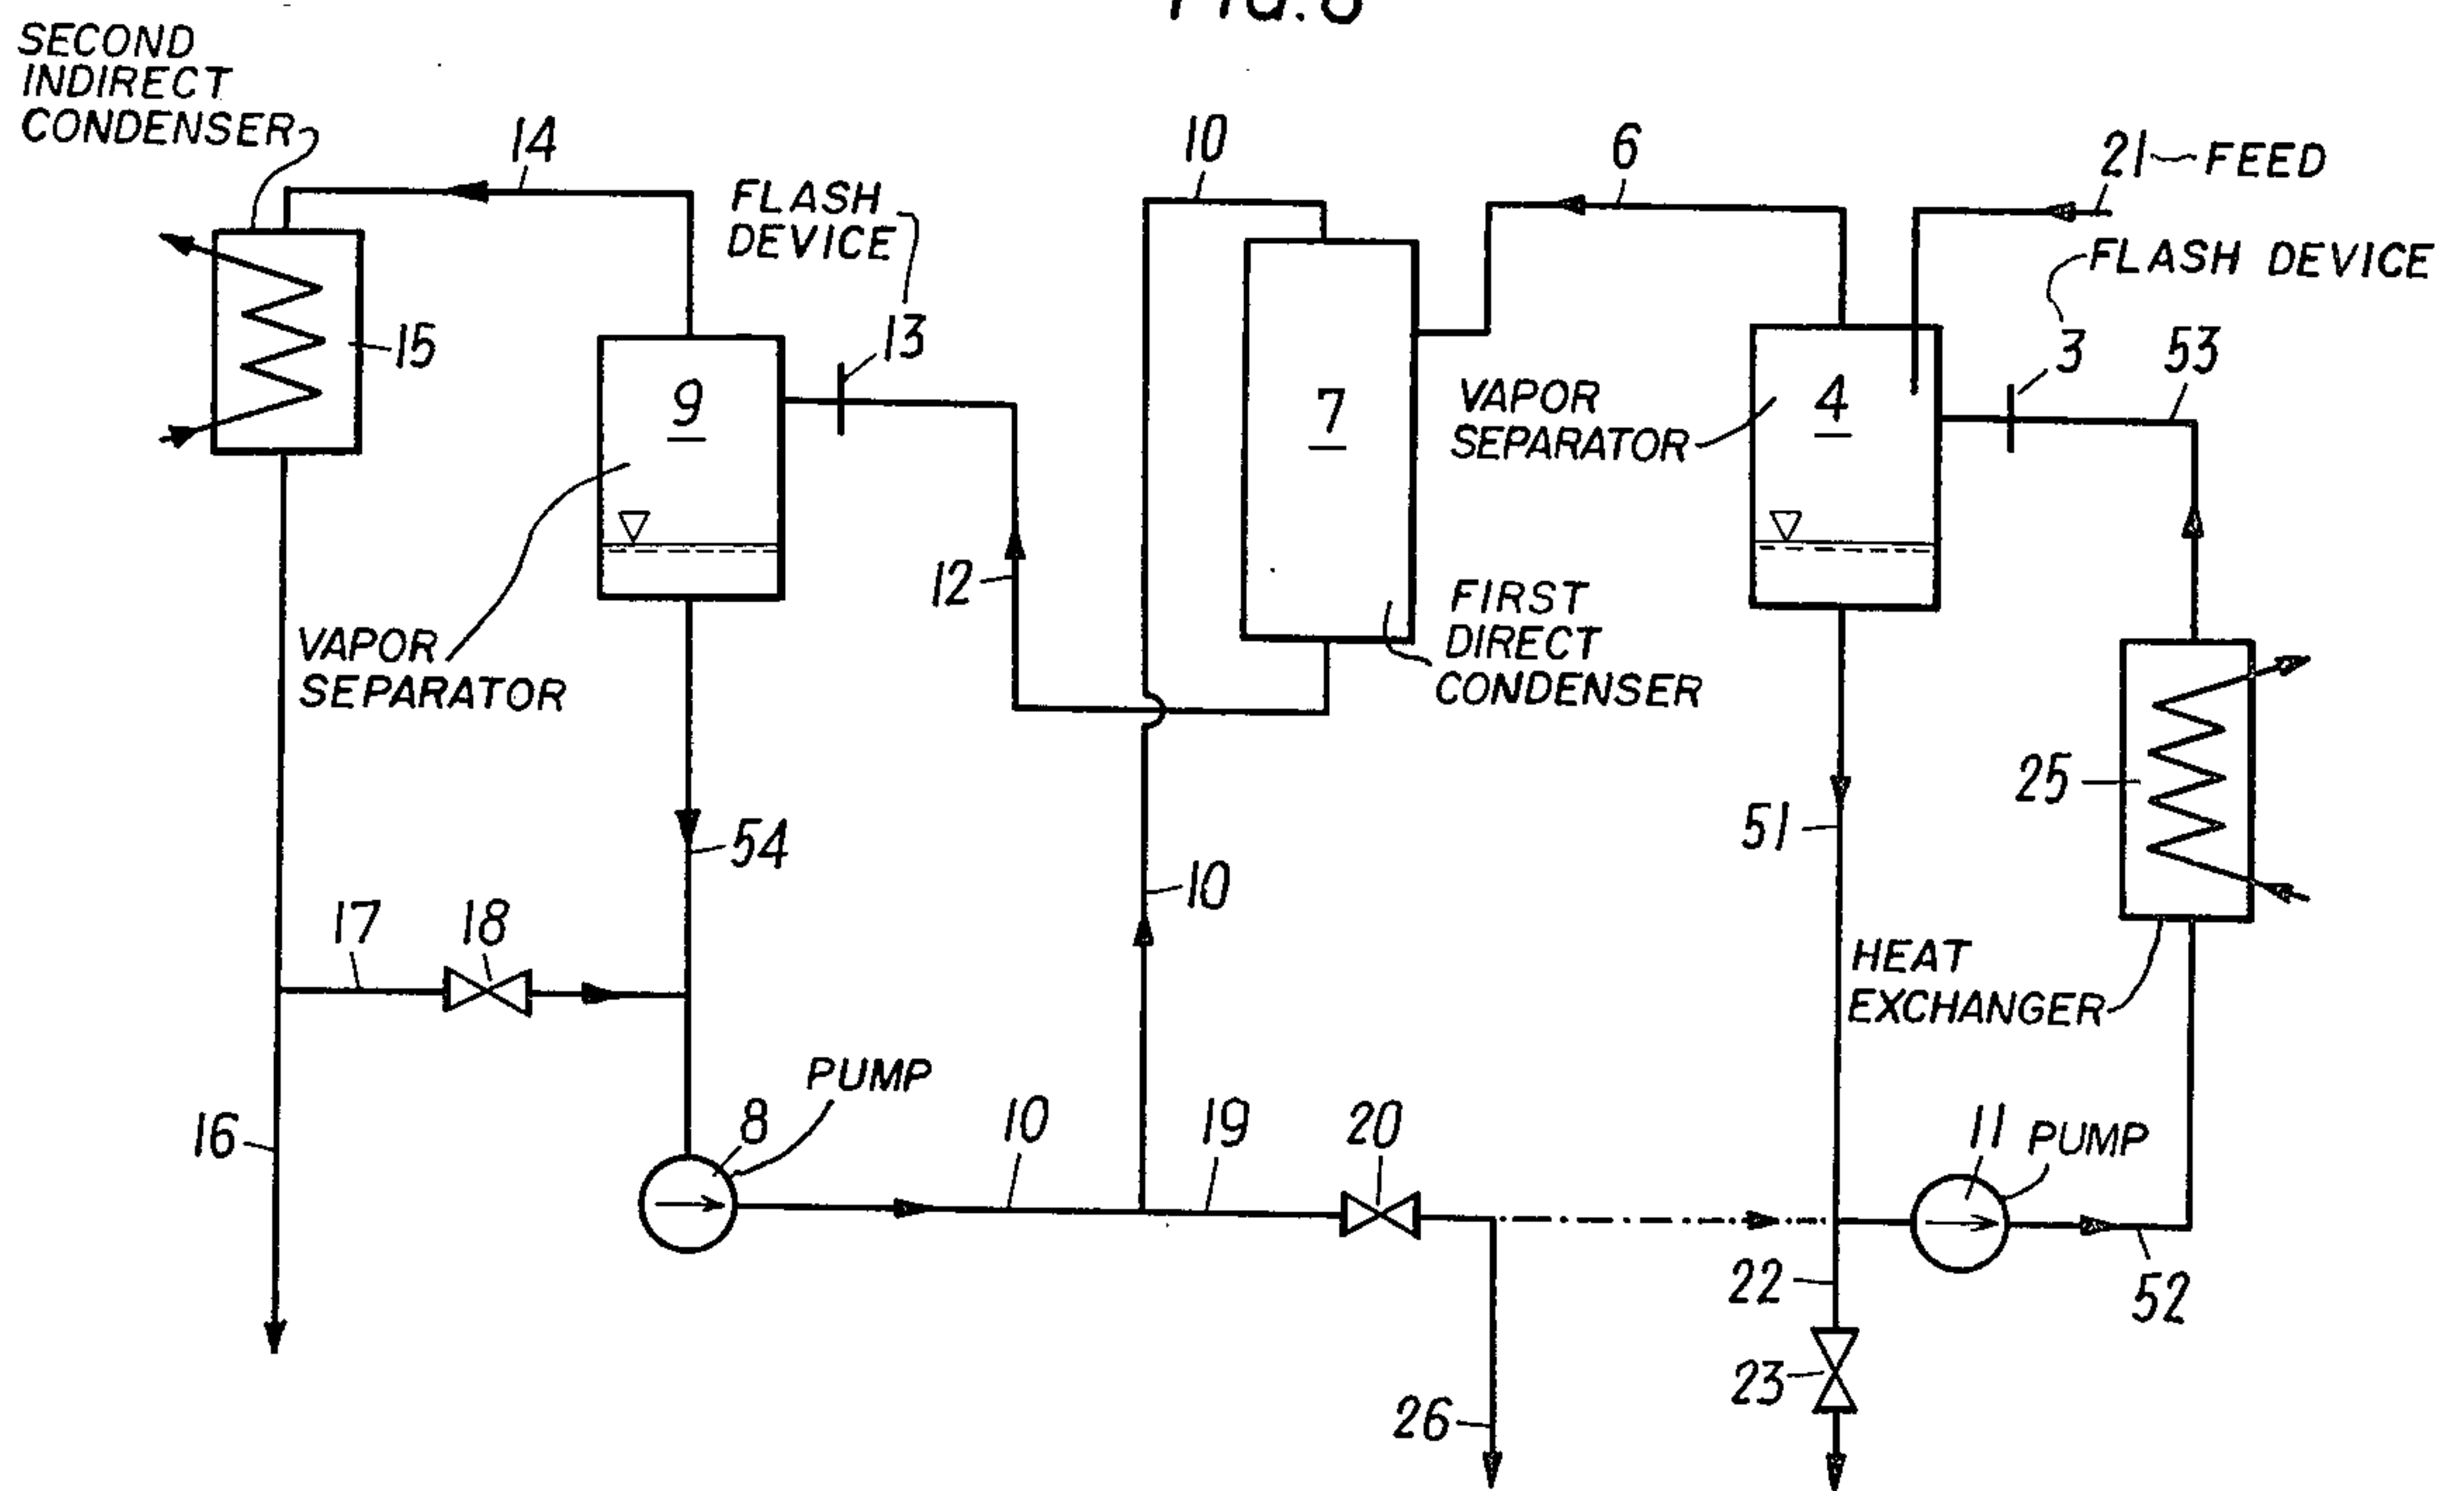 SECOND
INDIRECT
CONDENSER
14
FLASH
DEVICE
13
15
9
10
6
21 FEED
FLASH DEVICE
3
53
7
4
VAPOR
SEPARATOR
12
FIRST
DIRECT
CONDENSER
VAPOR
SEPARATOR
25
51
54
10
17
18
HEAT
EXCHANGER
PUMP
8
10
19
20
11 PUMP
16
22
52
23
26